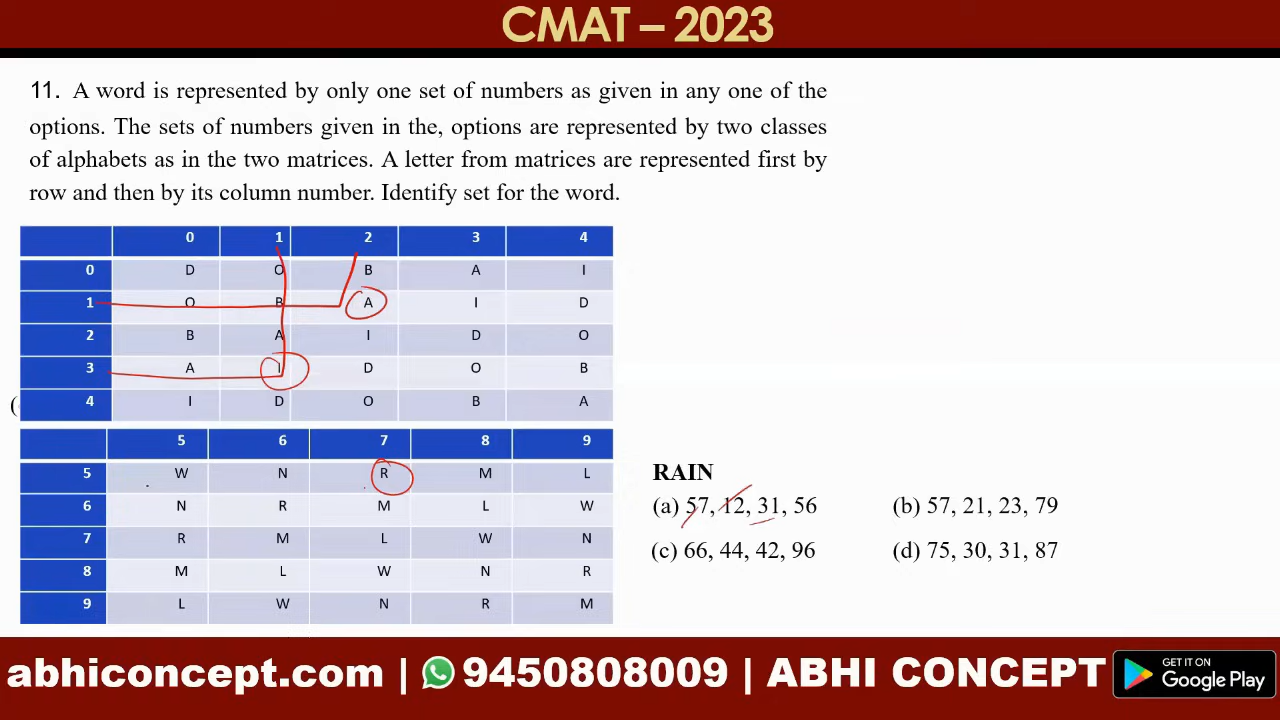 CMAT – 2023
11. A word is represented by only one set of numbers as given in any one of the
options. The sets of numbers given in the, options are represented by two classes
of alphabets as in the two matrices. A letter from matrices are represented first by
row and then by its column number. Identify set for the word.
0 1 2 3 4
0 D O B A I
1 O B A I D
2 B A I D O
3 A I D O B
( 4 I D O B A
5 6 7 8 9
5 W N R M L
6 N R M L W
7 R M L W N
8 M L W N R
9 L W N R M
RAIN
(a) 57, 12, 31, 56 (b) 57, 21, 23, 79
(c) 66, 44, 42, 96 (d) 75, 30, 31, 87
abhiconcept.com | 9450808009 | ABHI CONCEPT
GET IT ON
Google Play